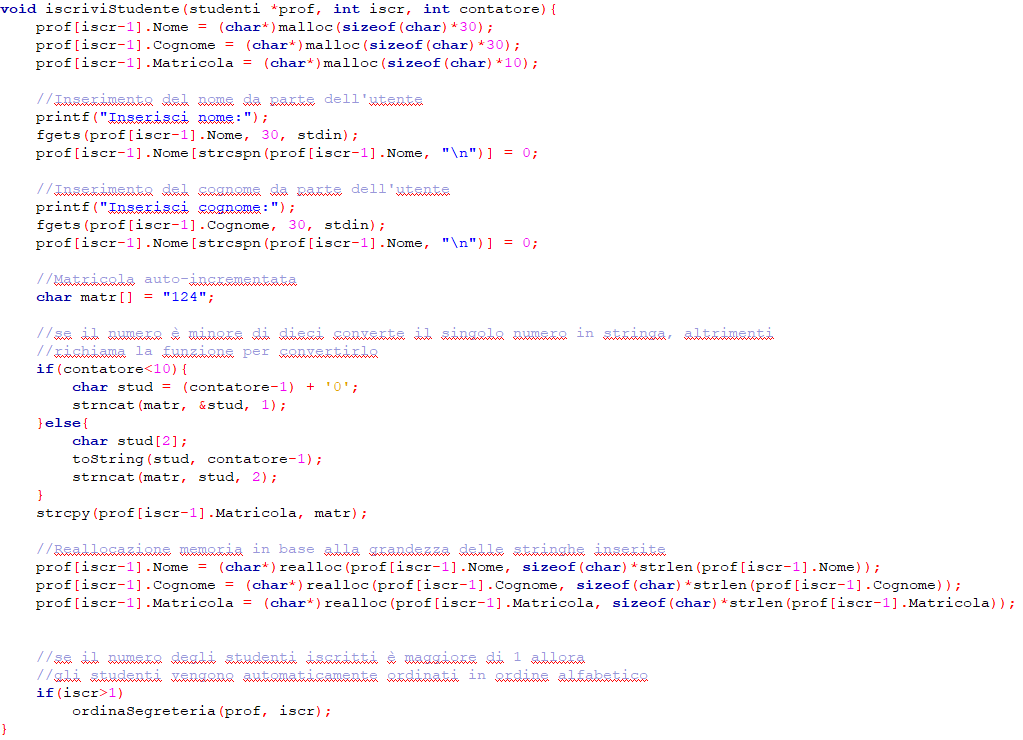 void iscriviStudente(studenti *prof, int iscr, int contatore){
    prof[iscr-1].Nome = (char*)malloc(sizeof(char)*30);
    prof[iscr-1].Cognome = (char*)malloc(sizeof(char)*30);
    prof[iscr-1].Matricola = (char*)malloc(sizeof(char)*10);

    //Inserimento del nome da parte dell'utente
    printf("Inserisci nome:");
    fgets(prof[iscr-1].Nome, 30, stdin);
    prof[iscr-1].Nome[strcspn(prof[iscr-1].Nome, "\n")] = 0;

    //Inserimento del cognome da parte dell'utente
    printf("Inserisci cognome:");
    fgets(prof[iscr-1].Cognome, 30, stdin);
    prof[iscr-1].Nome[strcspn(prof[iscr-1].Nome, "\n")] = 0;

    //Matricola auto-incrementata
    char matr[] = "124";

    //se il numero è minore di dieci converte il singolo numero in stringa, altrimenti
    //richiama la funzione per convertirlo
    if(contatore<10){
        char stud = (contatore-1) + '0';
        strncat(matr, &stud, 1);
    }else{
        char stud[2];
        toString(stud, contatore-1);
        strncat(matr, stud, 2);
    }
    strcpy(prof[iscr-1].Matricola, matr);

    //Reallocazione memoria in base alla grandezza delle stringhe inserite
    prof[iscr-1].Nome = (char*)realloc(prof[iscr-1].Nome, sizeof(char)*strlen(prof[iscr-1].Nome));
    prof[iscr-1].Cognome = (char*)realloc(prof[iscr-1].Cognome, sizeof(char)*strlen(prof[iscr-1].Cognome));
    prof[iscr-1].Matricola = (char*)realloc(prof[iscr-1].Matricola, sizeof(char)*strlen(prof[iscr-1].Matricola));

    //se il numero degli studenti iscritti è maggiore di 1 allora
    //gli studenti vengono automaticamente ordinati in ordine alfabetico
    if(iscr>1)
        ordinaSegreteria(prof, iscr);
}